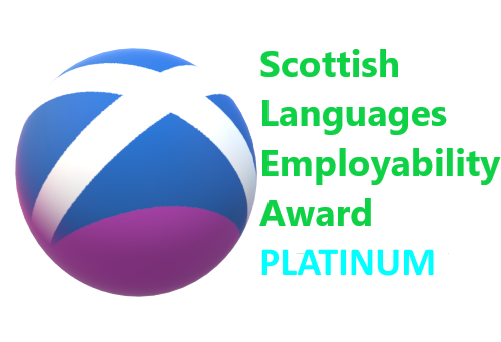 Scottish
Languages
Employability
Award
PLATINUM